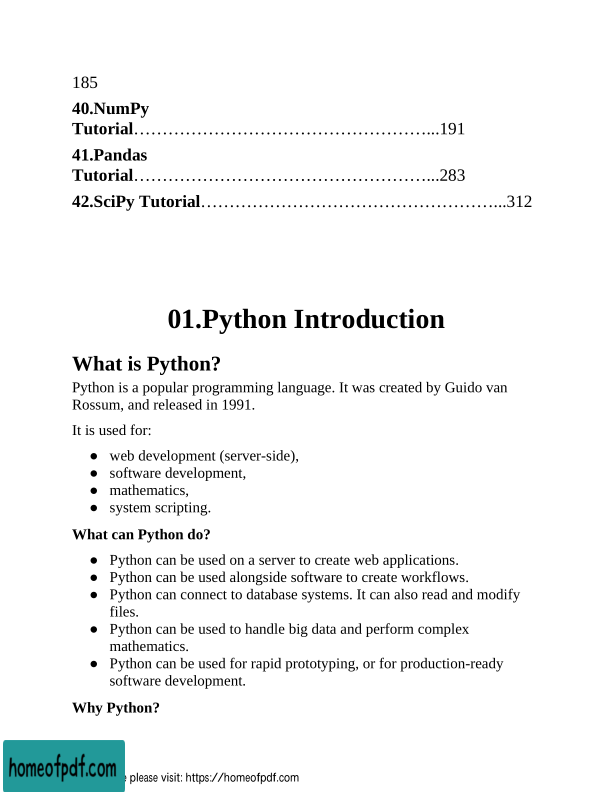 185
40.NumPy
Tutorial……………………………………………...191
41.Pandas
Tutorial……………………………………………...283
42.SciPy Tutorial……………………………………………...312
01.Python Introduction
What is Python?
Python is a popular programming language. It was created by Guido van
Rossum, and released in 1991.
It is used for:
● web development (server-side),
● software development,
● mathematics,
● system scripting.
What can Python do?
● Python can be used on a server to create web applications.
● Python can be used alongside software to create workflows.
● Python can connect to database systems. It can also read and modify
files.
● Python can be used to handle big data and perform complex
mathematics.
● Python can be used for rapid prototyping, or for production-ready
software development.
Why Python?
homeofpdf.com
please visit: https://homeofpdf.com